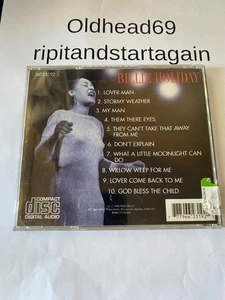 Oldhead69
ripitandstartagain
BILLIE HOLIDAY
1. LOVER MAN
2. STORMY WEATHER
3. MY MAN
4. THEM THERE EYES
5. THEY CAN'T TAKE THAT AWAY
FROM ME
6. DON'T EXPLAIN
7. WHAT A LITTLE MOONLIGHT CAN
DO
8. WILLOW WEEP FOR ME
9. LOVER COME BACK TO ME
10. GOD BLESS THE CHILD
COMPACT
disc
DIGITAL AUDIO